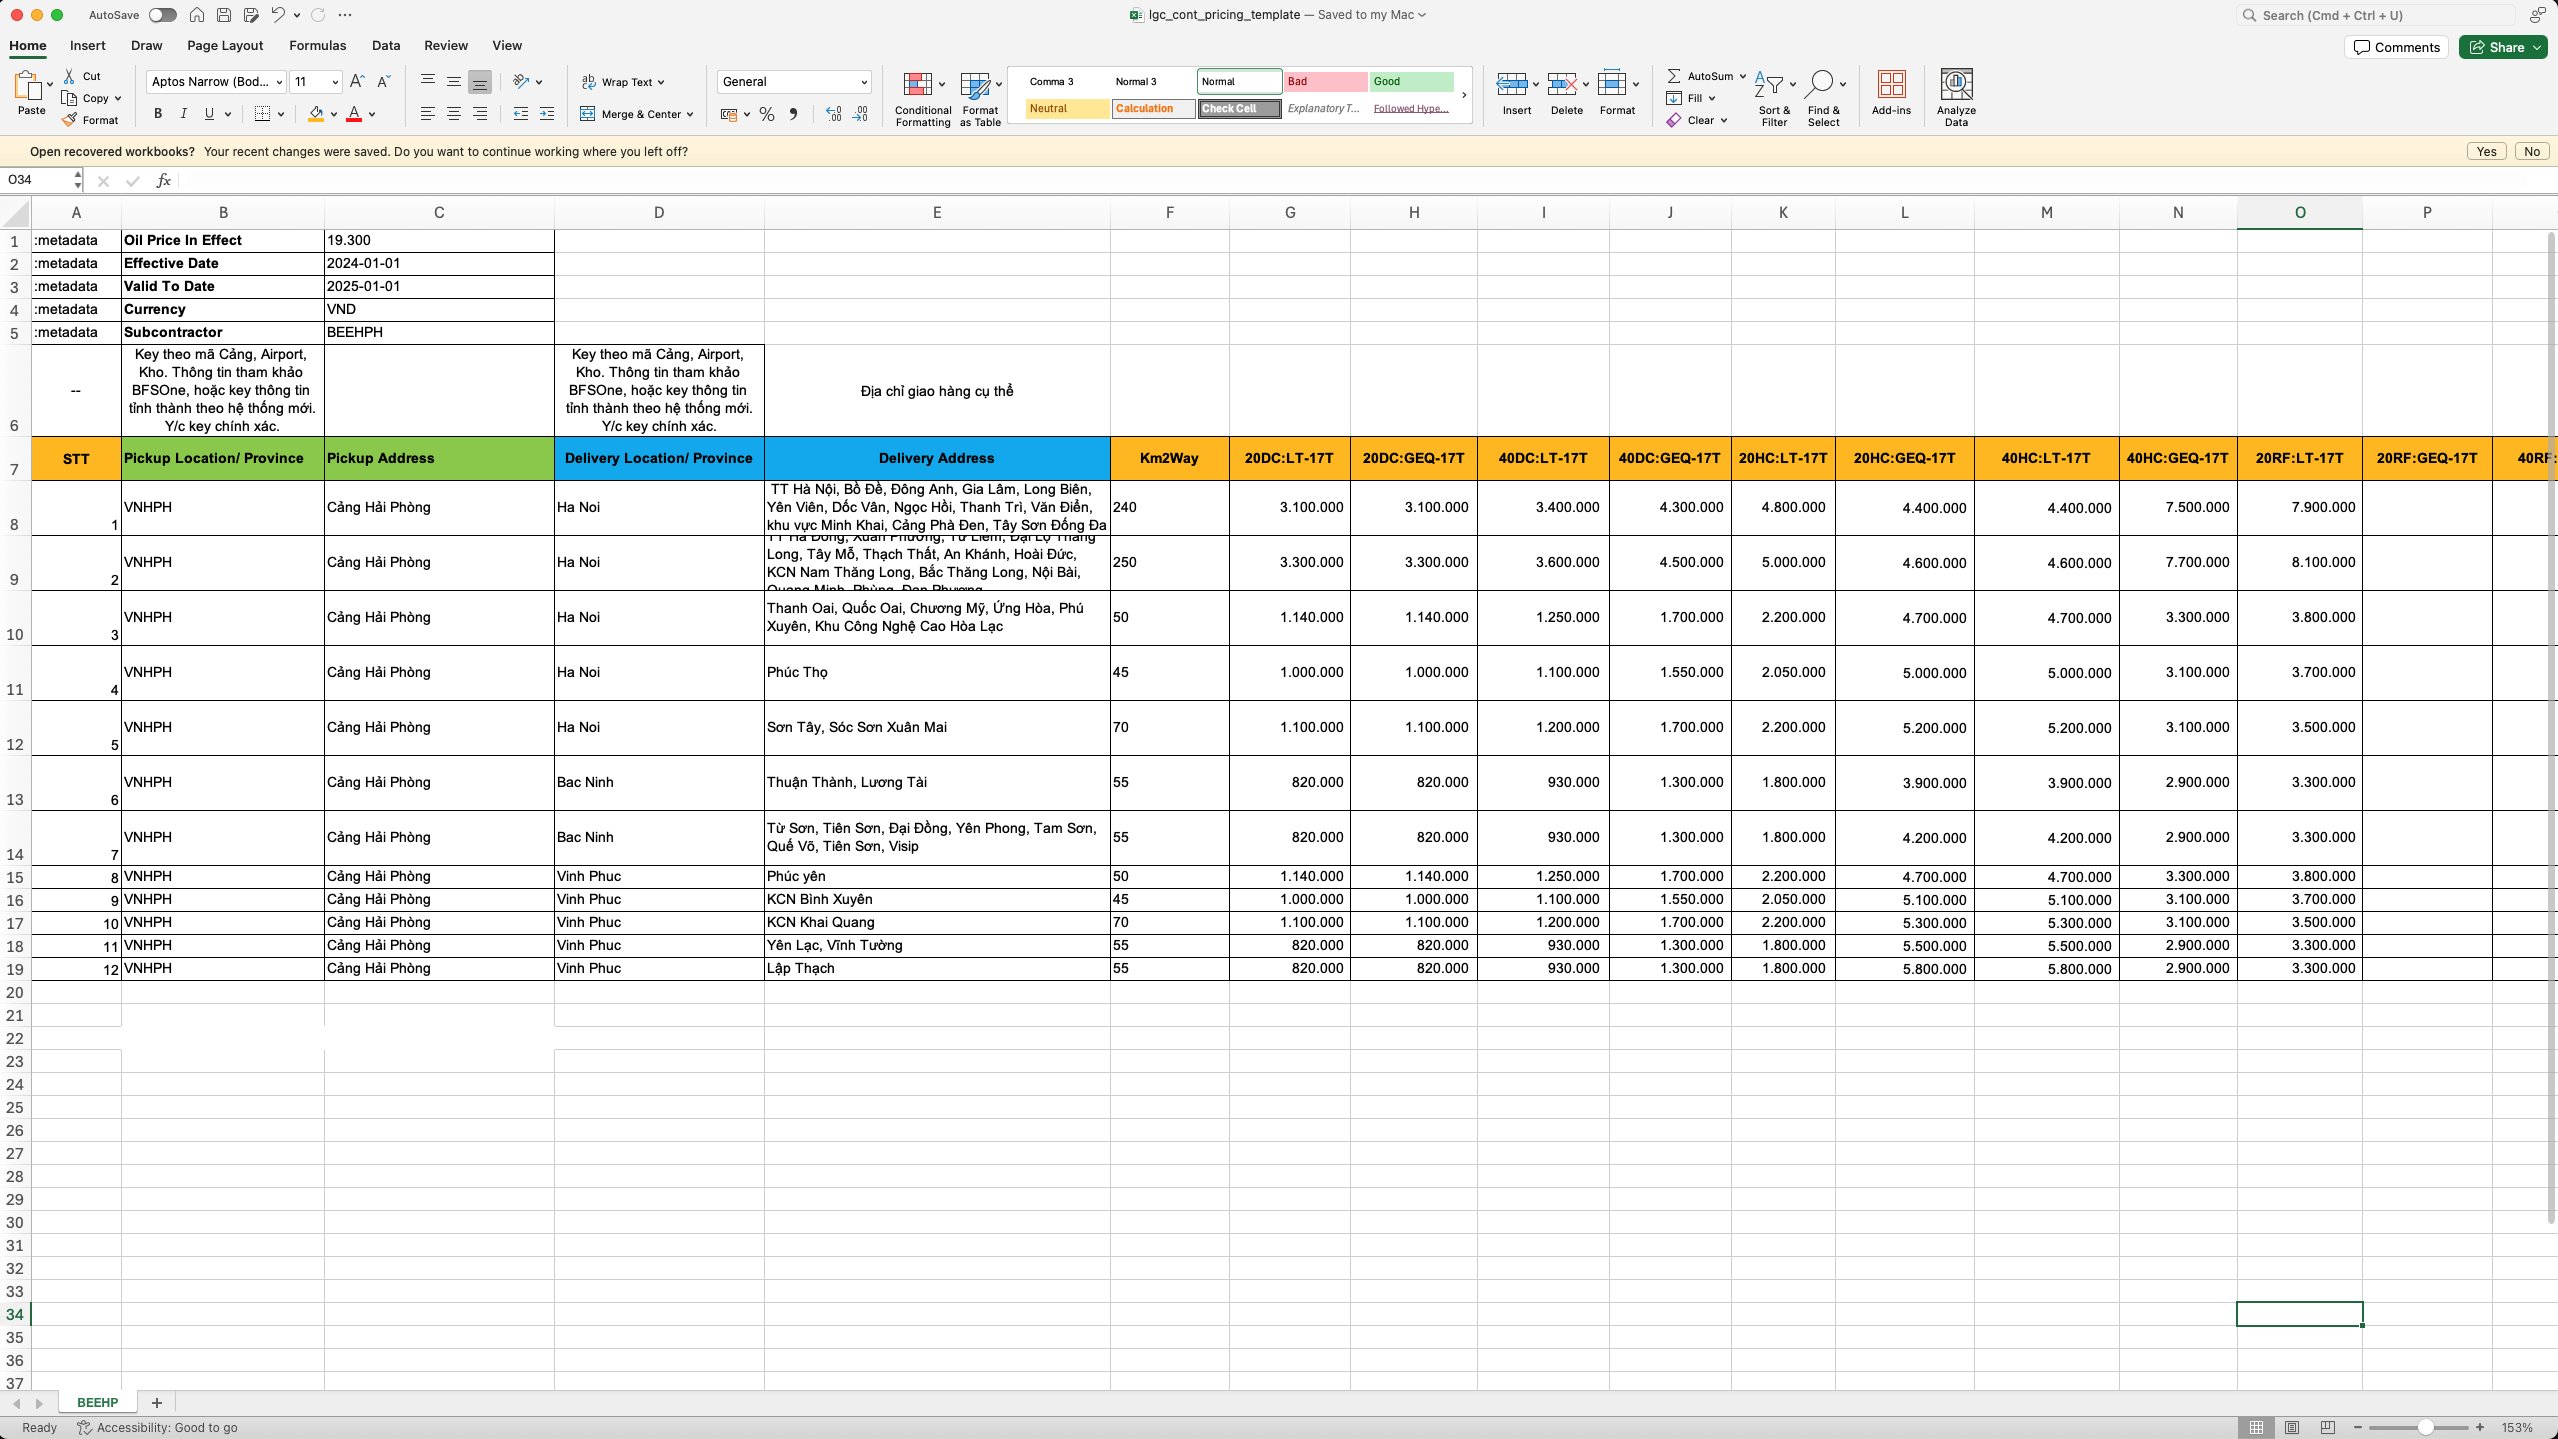 AutoSave
lgc_cont_pricing_template — Saved to my Mac
Search (Cmd + Ctrl + U)
Home Insert Draw Page Layout Formulas Data Review View
Comments Share
Paste Cut Copy Format
Aptos Narrow (Bod... 11
B I U
Wrap Text
Merge & Center
General
Conditional Formatting
Format as Table
Comma 3 Normal 3 Normal Bad Good
Neutral Calculation Check Cell Explanatory T... Followed Hype...
Insert Delete Format
AutoSum Fill Clear
Sort & Filter
Find & Select
Add-ins
Analyze Data
Open recovered workbooks? Your recent changes were saved. Do you want to continue working where you left off? Yes No
O34 fx
A B C D E F G H I J K L M N O P
1 :metadata Oil Price In Effect 19.300
2 :metadata Effective Date 2024-01-01
3 :metadata Valid To Date 2025-01-01
4 :metadata Currency VND
5 :metadata Subcontractor BEEHPH
6 --
Key theo mã Cảng, Airport,
Kho. Thông tin tham khảo
BFSOne, hoặc key thông tin
tỉnh thành theo hệ thống mới.
Y/c key chính xác.
Key theo mã Cảng, Airport,
Kho. Thông tin tham khảo
BFSOne, hoặc key thông tin
tỉnh thành theo hệ thống mới.
Y/c key chính xác.
Địa chỉ giao hàng cụ thể
7 STT Pickup Location/ Province Pickup Address Delivery Location/ Province Delivery Address Km2Way 20DC:LT-17T 20DC:GEQ-17T 40DC:LT-17T 40DC:GEQ-17T 20HC:LT-17T 20HC:GEQ-17T 40HC:LT-17T 40HC:GEQ-17T 20RF:LT-17T 20RF:GEQ-17T 40RF:
8 1 VNHPH Cảng Hải Phòng Ha Noi
TT Hà Nội, Bồ Đề, Đông Anh, Gia Lâm, Long Biên,
Yên Viên, Dốc Vân, Ngọc Hồi, Thanh Trì, Văn Điển,
khu vực Minh Khai, Cảng Phà Đen, Tây Sơn Đống Đa
240 3.100.000 3.100.000 3.400.000 4.300.000 4.800.000 4.400.000 4.400.000 7.500.000 7.900.000
9 2 VNHPH Cảng Hải Phòng Ha Noi
TT Hà Đông, Xuân Phương, Từ Liêm, Đại Lộ Thăng
Long, Tây Mỗ, Thạch Thất, An Khánh, Hoài Đức,
KCN Nam Thăng Long, Bắc Thăng Long, Nội Bài,
Quang Minh, Phùng, Đan Phượng
250 3.300.000 3.300.000 3.600.000 4.500.000 5.000.000 4.600.000 4.600.000 7.700.000 8.100.000
10 3 VNHPH Cảng Hải Phòng Ha Noi
Thanh Oai, Quốc Oai, Chương Mỹ, Ứng Hòa, Phú
Xuyên, Khu Công Nghệ Cao Hòa Lạc
50 1.140.000 1.140.000 1.250.000 1.700.000 2.200.000 4.700.000 4.700.000 3.300.000 3.800.000
11 4 VNHPH Cảng Hải Phòng Ha Noi Phúc Thọ 45 1.000.000 1.000.000 1.100.000 1.550.000 2.050.000 5.000.000 5.000.000 3.100.000 3.700.000
12 5 VNHPH Cảng Hải Phòng Ha Noi Sơn Tây, Sóc Sơn Xuân Mai 70 1.100.000 1.100.000 1.200.000 1.700.000 2.200.000 5.200.000 5.200.000 3.100.000 3.500.000
13 6 VNHPH Cảng Hải Phòng Bac Ninh Thuận Thành, Lương Tài 55 820.000 820.000 930.000 1.300.000 1.800.000 3.900.000 3.900.000 2.900.000 3.300.000
14 7 VNHPH Cảng Hải Phòng Bac Ninh
Từ Sơn, Tiên Sơn, Đại Đồng, Yên Phong, Tam Sơn,
Quế Võ, Tiên Sơn, Visip
55 820.000 820.000 930.000 1.300.000 1.800.000 4.200.000 4.200.000 2.900.000 3.300.000
15 8 VNHPH Cảng Hải Phòng Vinh Phuc Phúc yên 50 1.140.000 1.140.000 1.250.000 1.700.000 2.200.000 4.700.000 4.700.000 3.300.000 3.800.000
16 9 VNHPH Cảng Hải Phòng Vinh Phuc KCN Bình Xuyên 45 1.000.000 1.000.000 1.100.000 1.550.000 2.050.000 5.100.000 5.100.000 3.100.000 3.700.000
17 10 VNHPH Cảng Hải Phòng Vinh Phuc KCN Khai Quang 70 1.100.000 1.100.000 1.200.000 1.700.000 2.200.000 5.300.000 5.300.000 3.100.000 3.500.000
18 11 VNHPH Cảng Hải Phòng Vinh Phuc Yên Lạc, Vĩnh Tường 55 820.000 820.000 930.000 1.300.000 1.800.000 5.500.000 5.500.000 2.900.000 3.300.000
19 12 VNHPH Cảng Hải Phòng Vinh Phuc Lập Thạch 55 820.000 820.000 930.000 1.300.000 1.800.000 5.800.000 5.800.000 2.900.000 3.300.000
20
21
22
23
24
25
26
27
28
29
30
31
32
33
34
35
36
37
BEEHP
Ready Accessibility: Good to go 153%